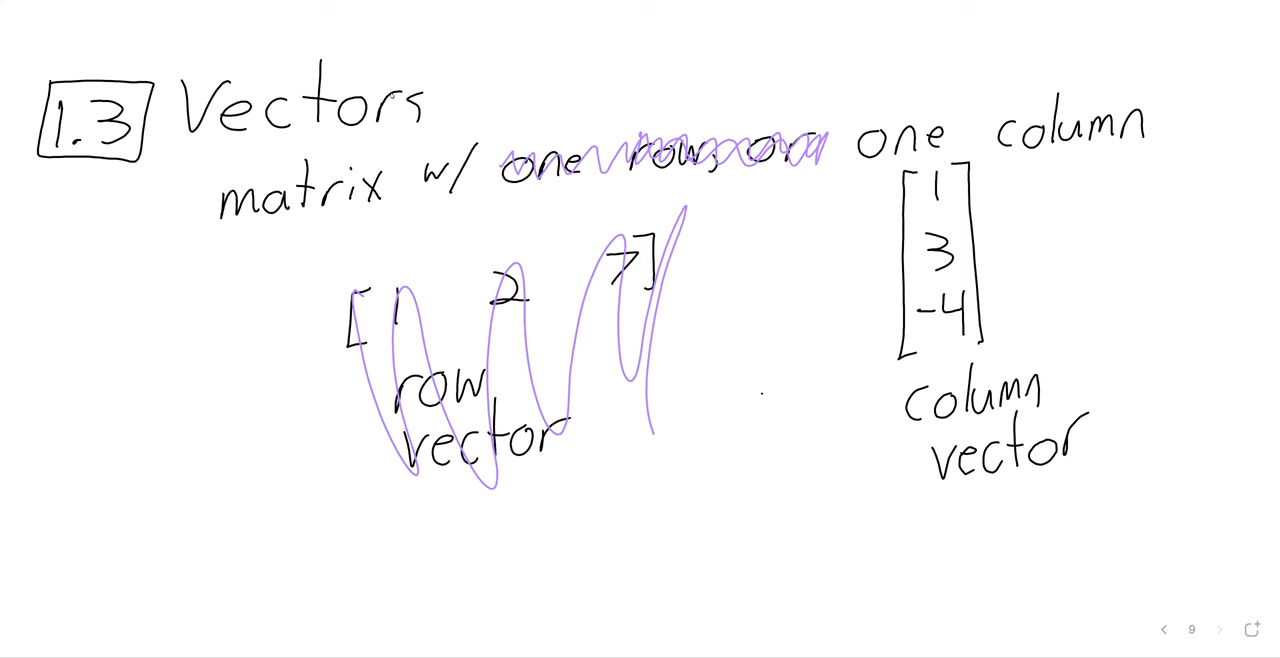 1.3 Vectors
matrix w/ one row, or one column
[1 2 7]
row
vector
[1
3
-4]
column
vector
9